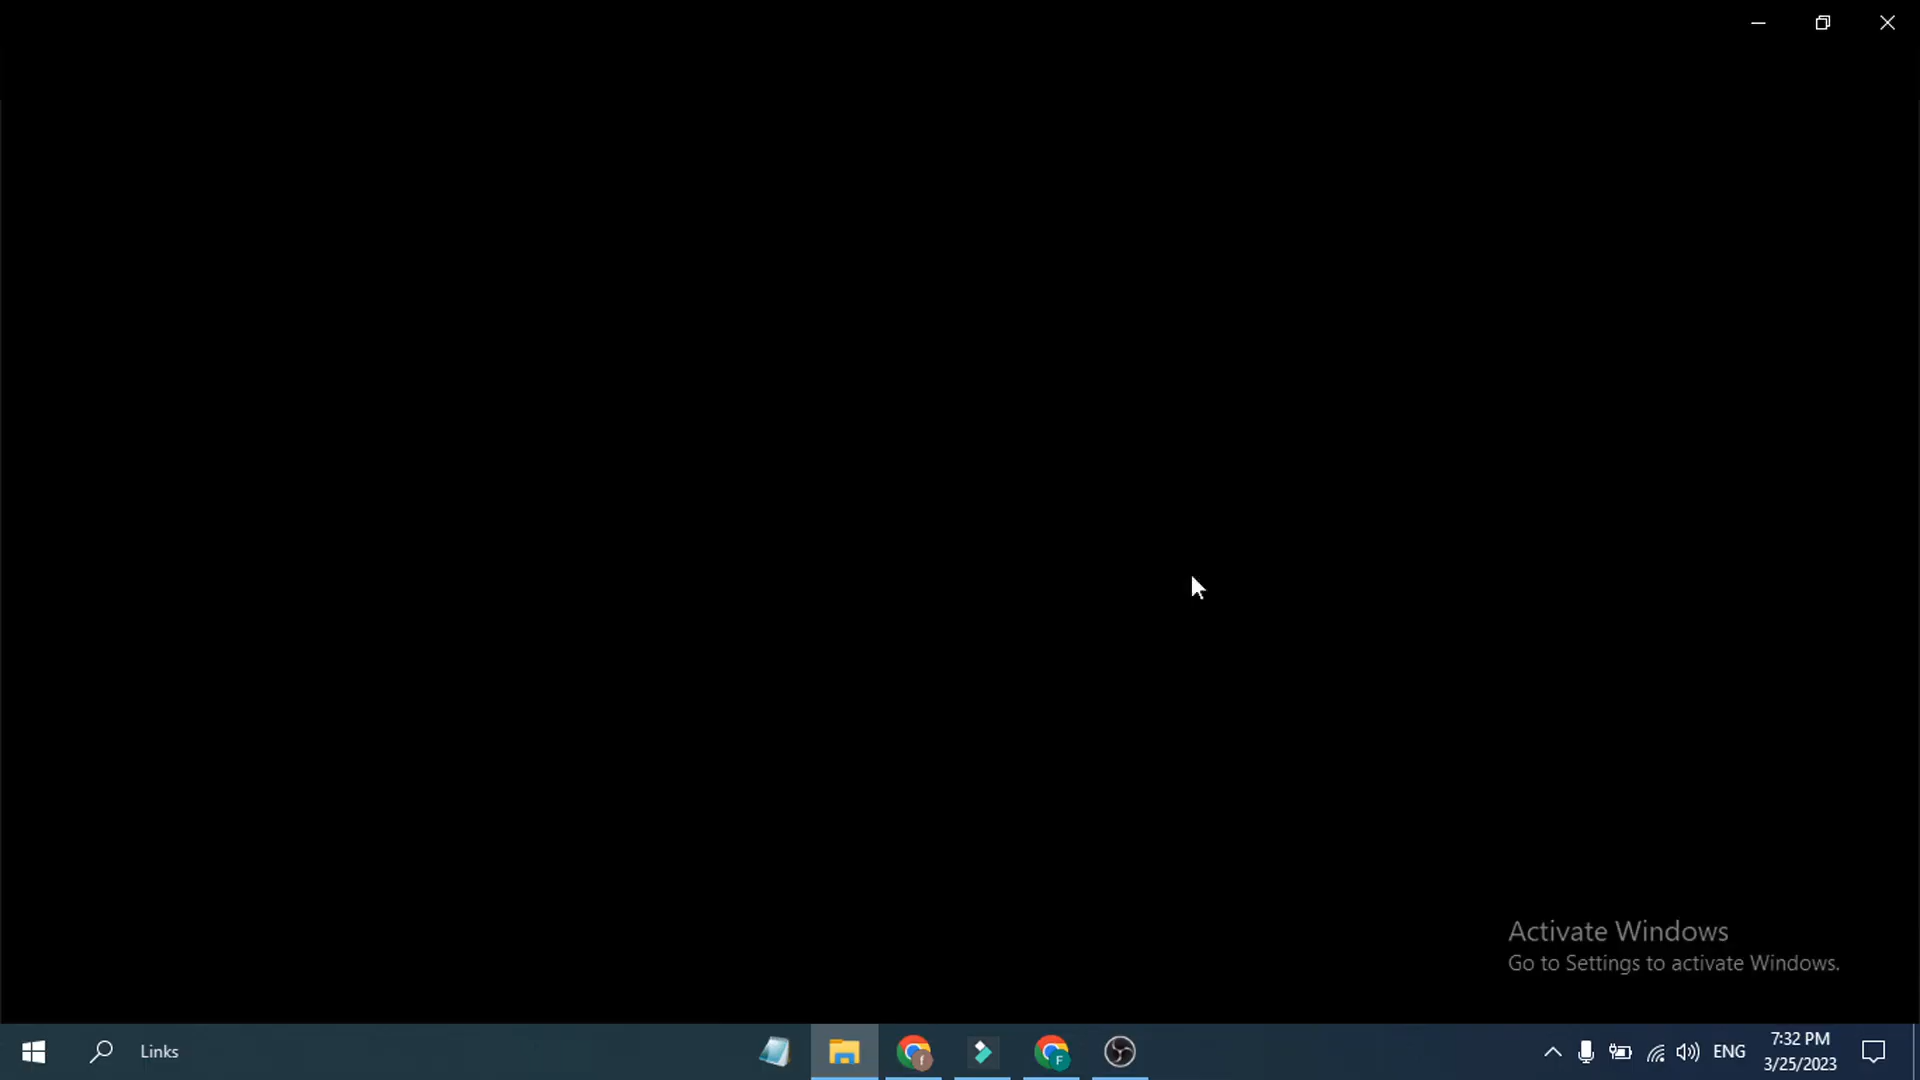 Activate Windows
Go to Settings to activate Windows.
Links
f
F
ENG
7:32 PM
3/25/2023